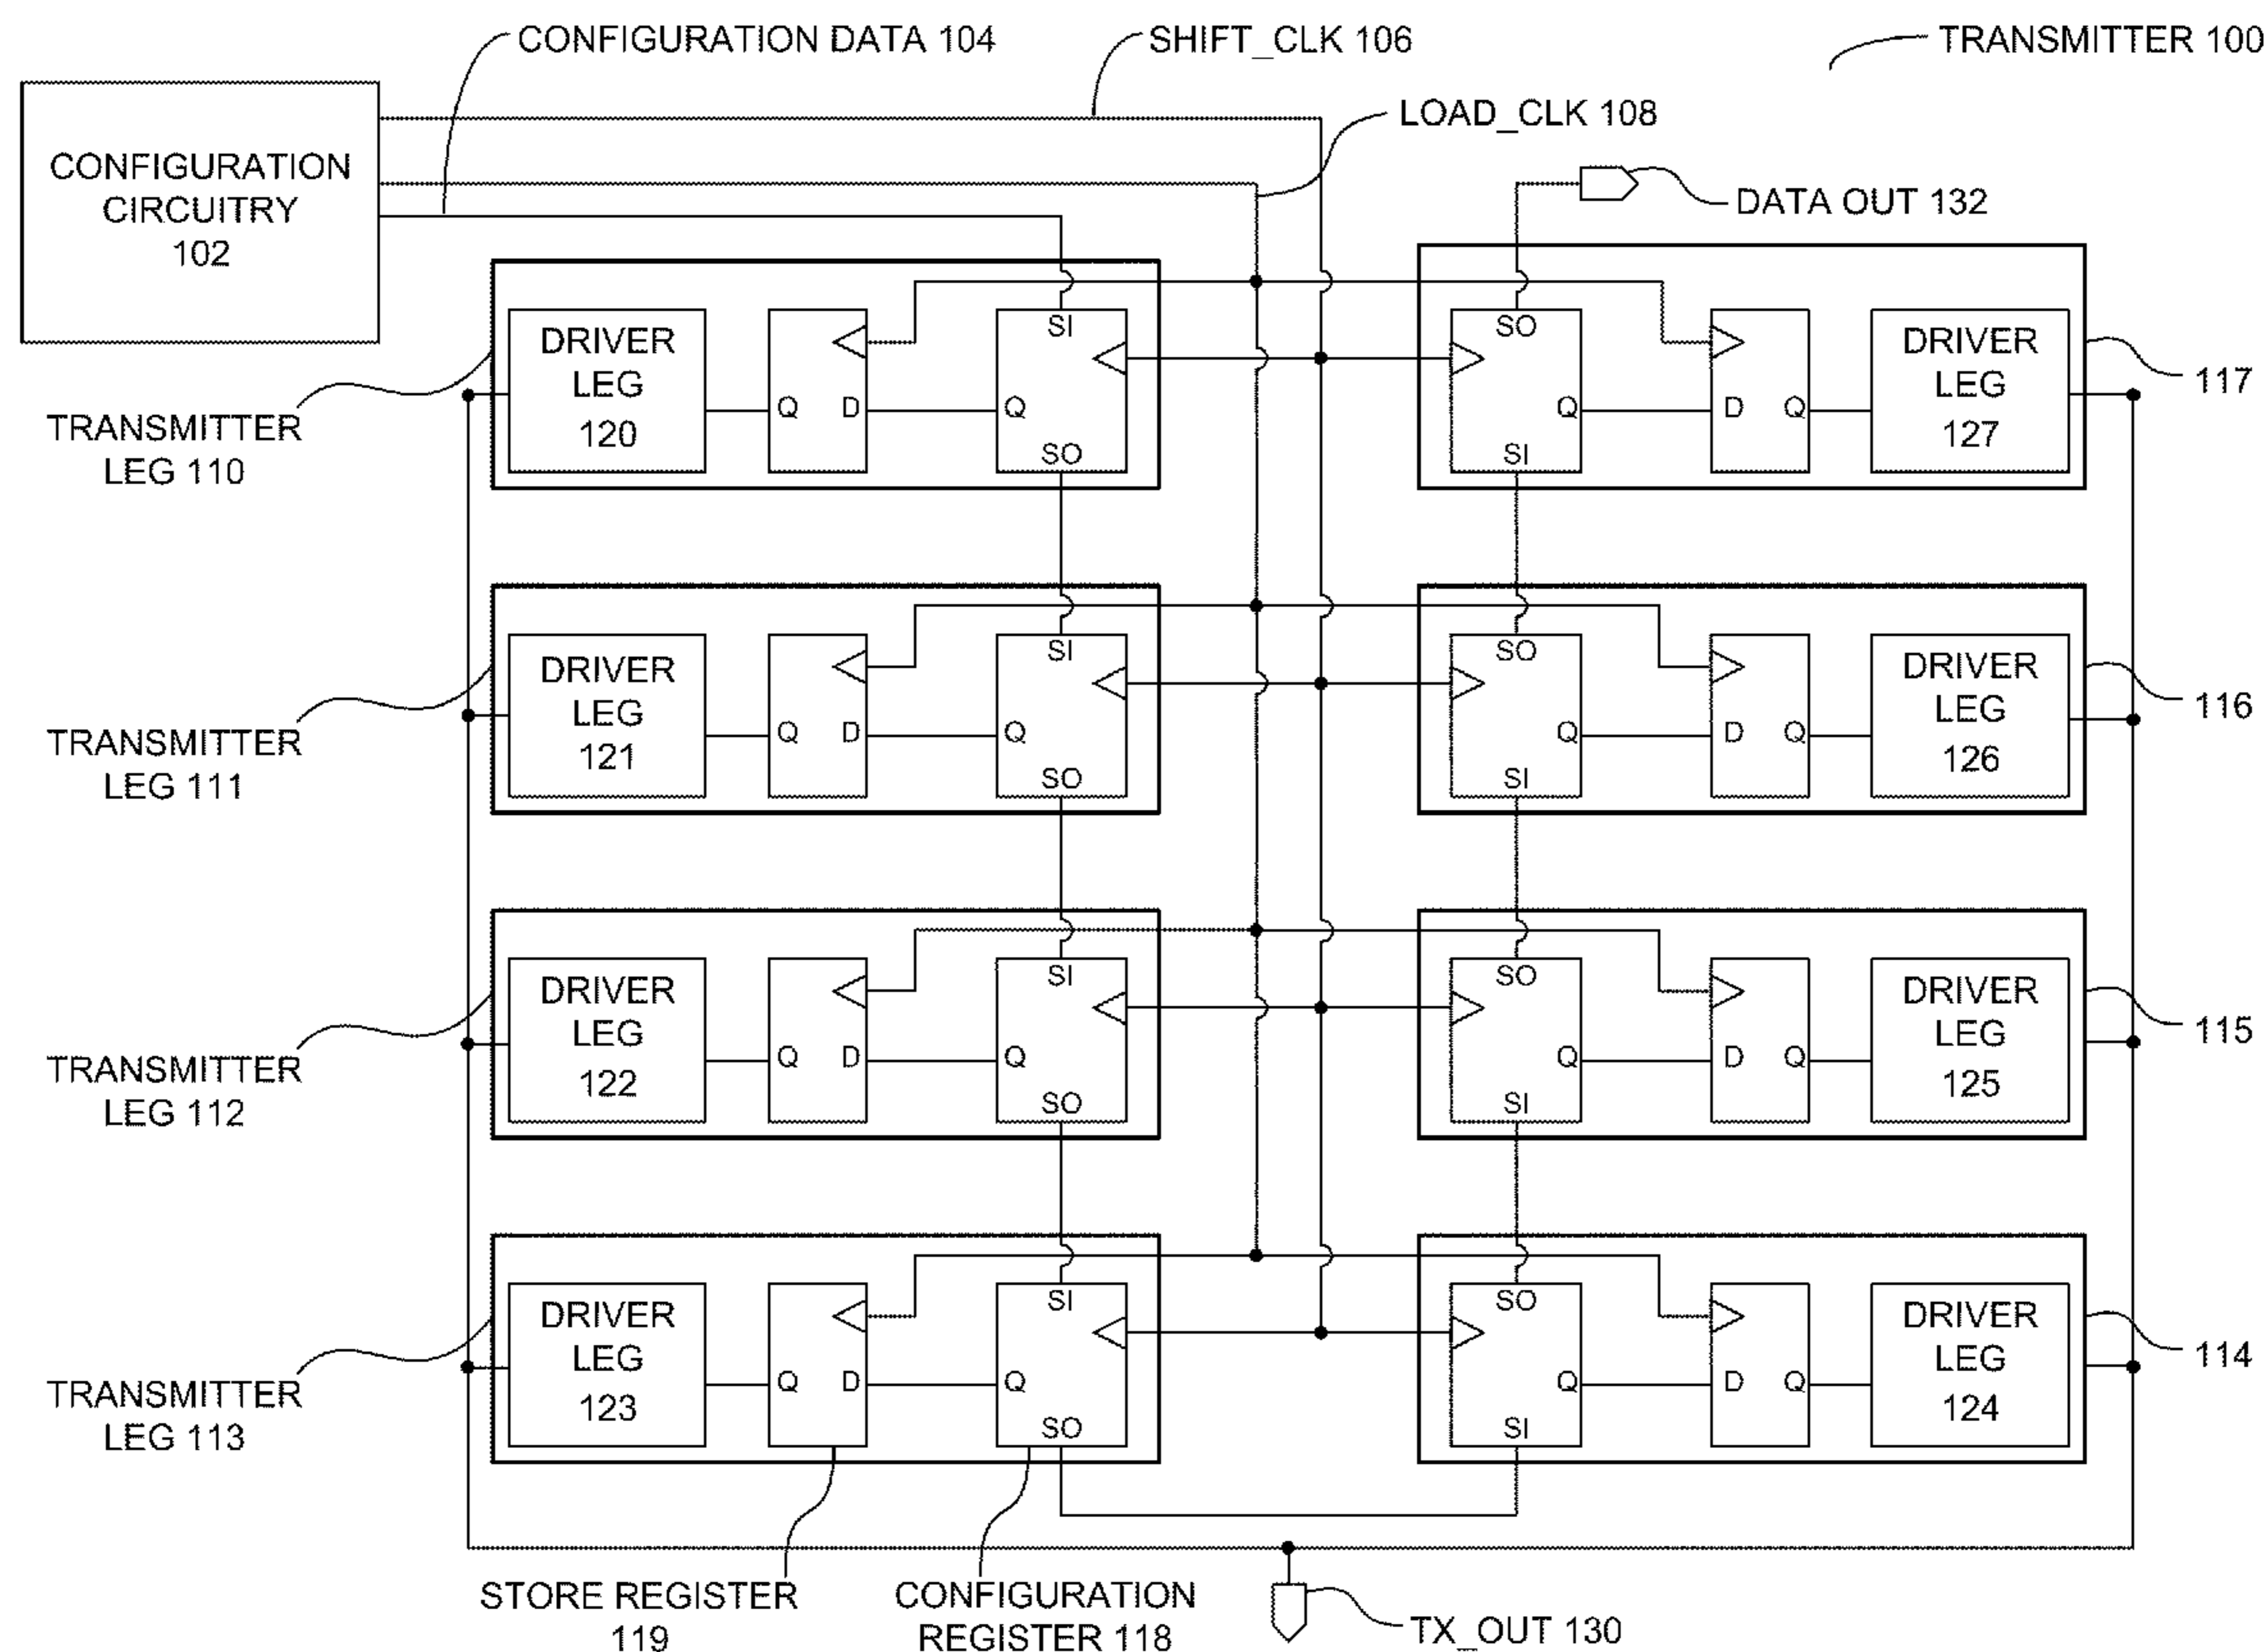 CONFIGURATION DATA 104
SHIFT_CLK 106
TRANSMITTER 100
LOAD_CLK 108
CONFIGURATION
CIRCUITRY
102
DATA OUT 132
DRIVER
LEG
120
Q
D
SI
Q
SO
SO
Q
SI
D
Q
DRIVER
LEG
127
117
TRANSMITTER
LEG 110
DRIVER
LEG
121
Q
D
SI
Q
SO
SO
Q
SI
D
Q
DRIVER
LEG
126
116
TRANSMITTER
LEG 111
DRIVER
LEG
122
Q
D
SI
Q
SO
SO
Q
SI
D
Q
DRIVER
LEG
125
115
TRANSMITTER
LEG 112
DRIVER
LEG
123
Q
D
SI
Q
SO
SO
Q
SI
D
Q
DRIVER
LEG
124
114
TRANSMITTER
LEG 113
STORE REGISTER
119
CONFIGURATION
REGISTER 118
TX_OUT 130